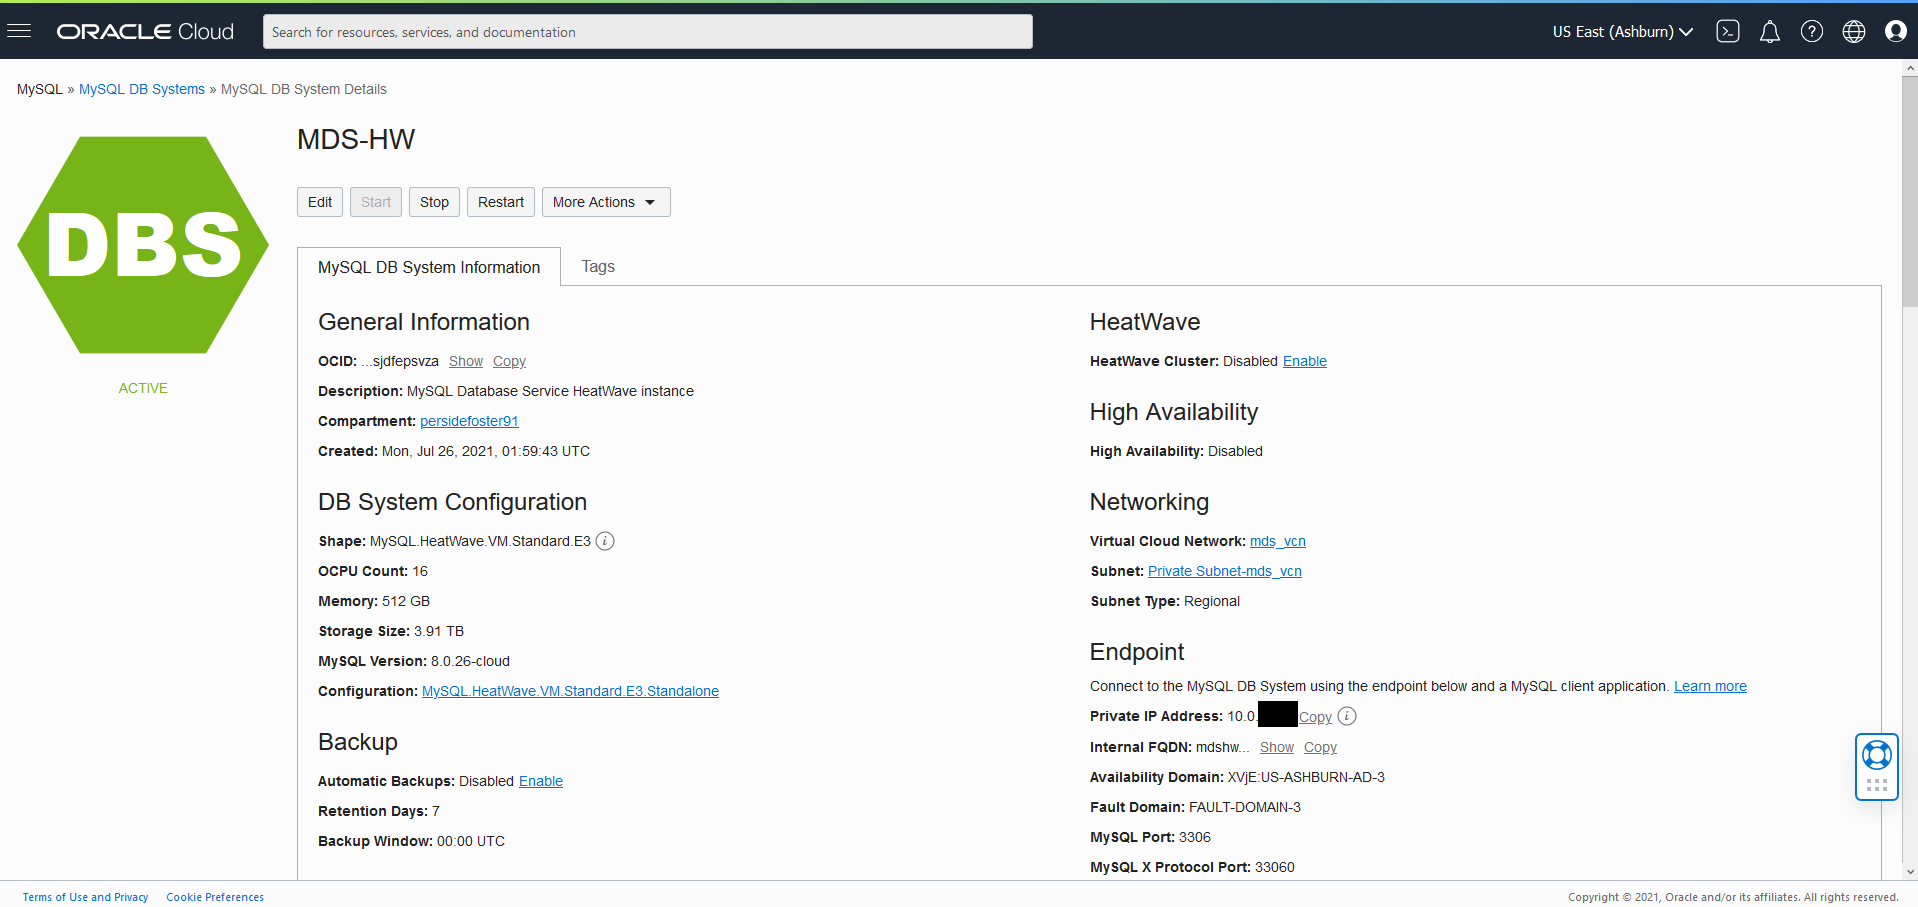 ORACLE Cloud
Search for resources, services, and documentation
US East (Ashburn)
MySQL » MySQL DB Systems » MySQL DB System Details
DBS
ACTIVE
MDS-HW
Edit Start Stop Restart More Actions
MySQL DB System Information Tags
General Information
OCID: ...sjdfepsvza Show Copy
Description: MySQL Database Service HeatWave instance
Compartment: persidefoster91
Created: Mon, Jul 26, 2021, 01:59:43 UTC
DB System Configuration
Shape: MySQL.HeatWave.VM.Standard.E3
OCPU Count: 16
Memory: 512 GB
Storage Size: 3.91 TB
MySQL Version: 8.0.26-cloud
Configuration: MySQL.HeatWave.VM.Standard.E3.Standalone
Backup
Automatic Backups: Disabled Enable
Retention Days: 7
Backup Window: 00:00 UTC
HeatWave
HeatWave Cluster: Disabled Enable
High Availability
High Availability: Disabled
Networking
Virtual Cloud Network: mds_vcn
Subnet: Private Subnet-mds_vcn
Subnet Type: Regional
Endpoint
Connect to the MySQL DB System using the endpoint below and a MySQL client application. Learn more
Private IP Address: 10.0. Copy
Internal FQDN: mdshw... Show Copy
Availability Domain: XVjE:US-ASHBURN-AD-3
Fault Domain: FAULT-DOMAIN-3
MySQL Port: 3306
MySQL X Protocol Port: 33060
Terms of Use and Privacy Cookie Preferences
Copyright © 2021, Oracle and/or its affiliates. All rights reserved.